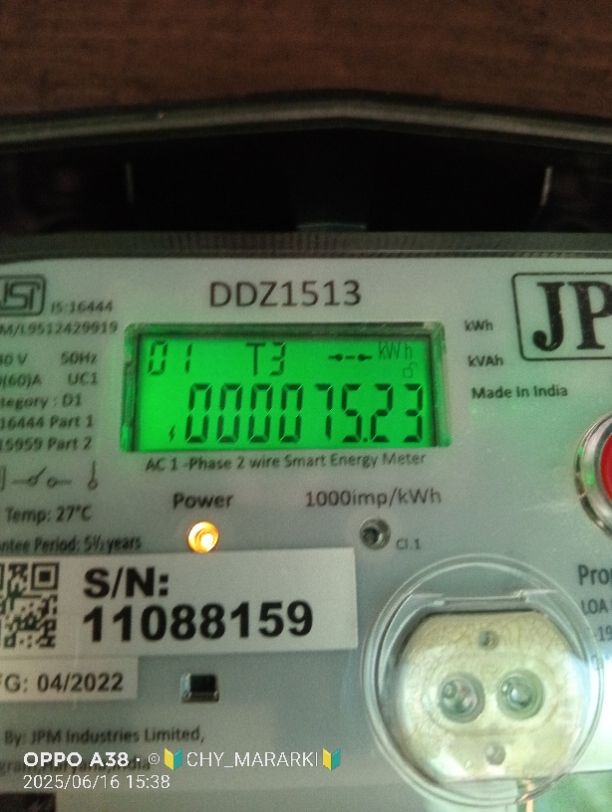 DDZ1513
IS:16444
M/L9512429919
50Hz
UC1
ategory : D1
16444 Part 1
15959 Part 2
Temp: 27°C
ntee Period: 5½ years
01 T3 kWh
00007523
kWh
kVAh
JP
Made in India
AC 1 -Phase 2 wire Smart Energy Meter
Power
1000imp/kWh
Cl.1
S/N:
11088159
FG: 04/2022
By: JPM Industries Limited,
LOA
OPPO A38 · © 🔰CHY_MARARKI🔰
2025/06/16 15:38